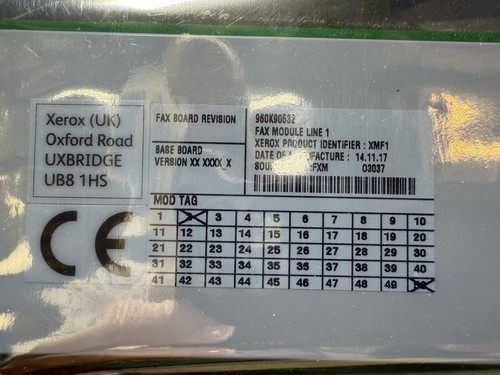 Xerox (UK)
Oxford Road
UXBRIDGE
UB8 1HS
FAX BOARD REVISION
BASE BOARD
VERSION XX XXXX_X
960K90532
FAX MODULE LINE 1
XEROX PRODUCT IDENTIFIER : XMF1
DATE OF MANUFACTURE : 14.11.17
FXM 03037
MOD TAG
1 3 4 5 6 7 8 9 10
11 12 13 14 15 16 17 18 19 20
21 22 23 24 25 26 27 28 29 30
31 32 33 34 35 36 37 38 39 40
41 42 43 44 45 46 47 48 49 50
CE